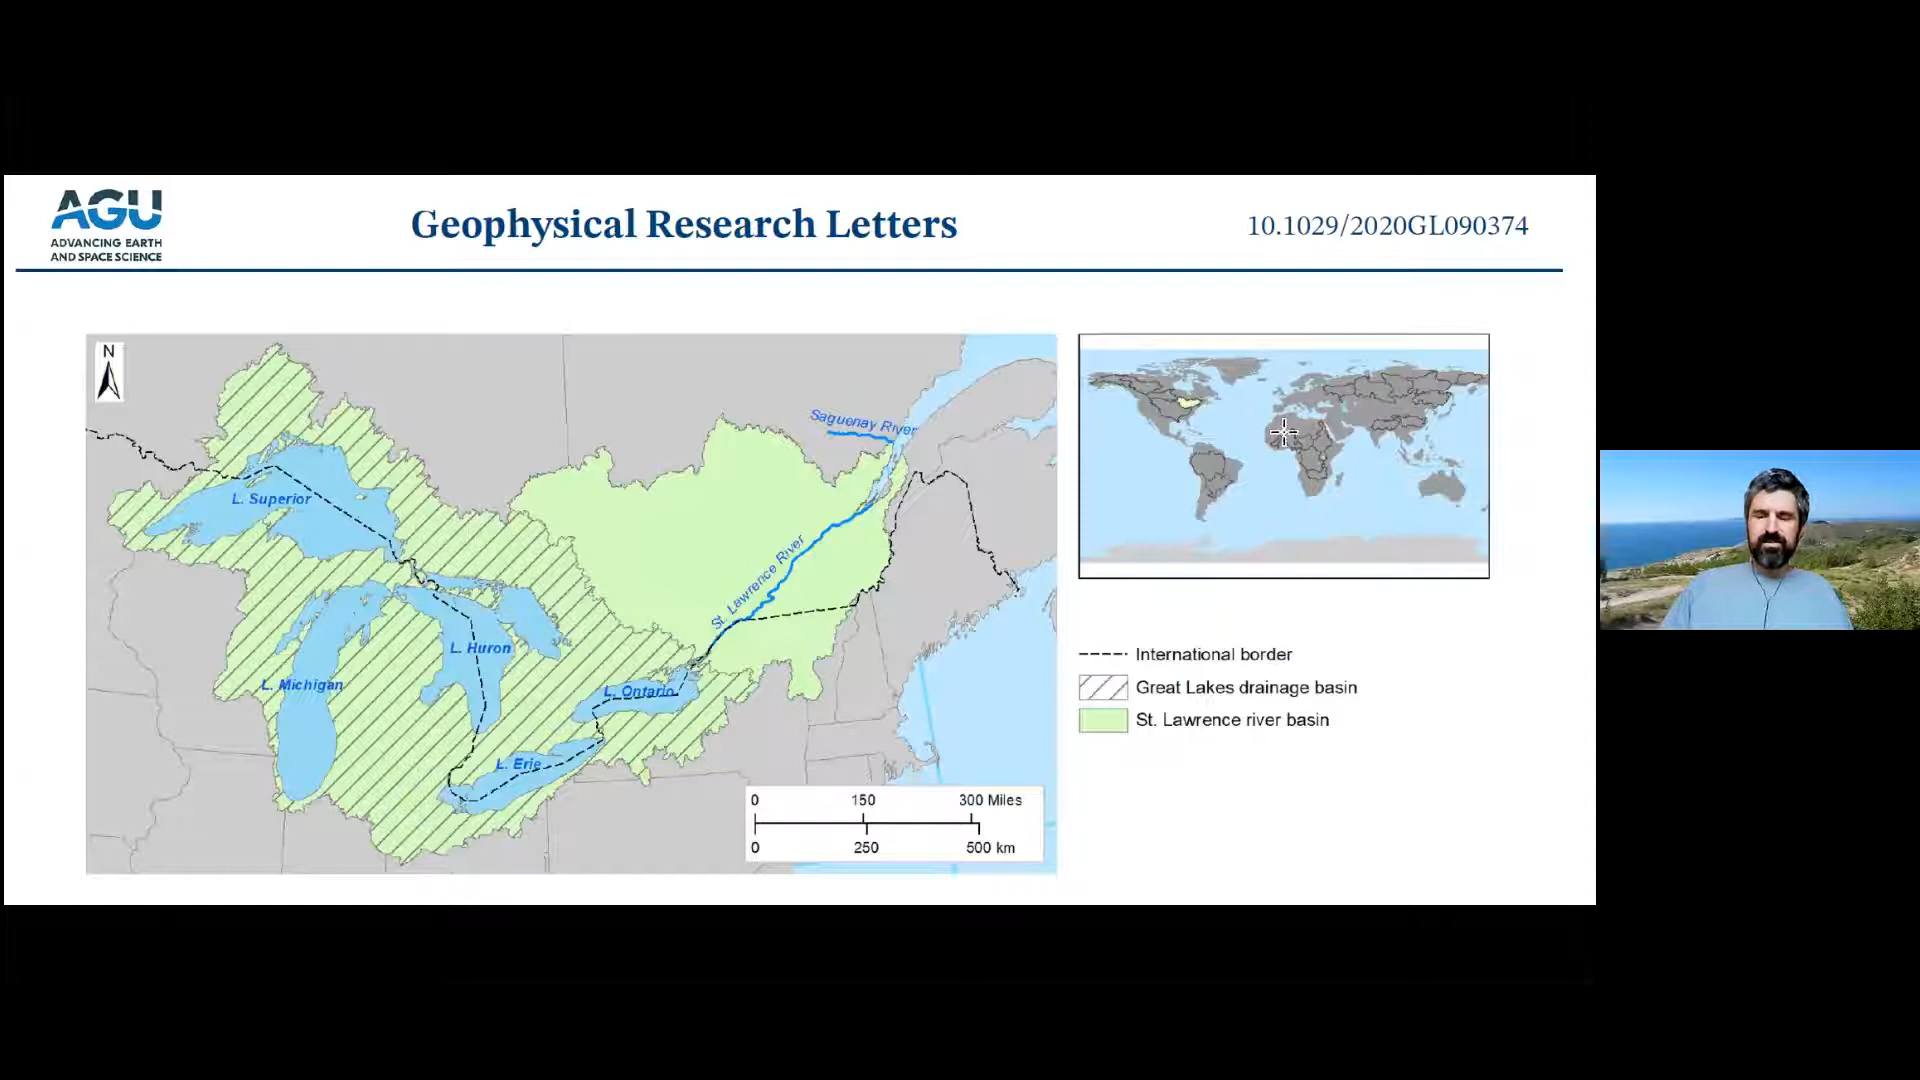 AGU
ADVANCING EARTH
AND SPACE SCIENCE
Geophysical Research Letters
10.1029/2020GL090374
N
Saguenay River
L. Superior
St. Lawrence River
L. Huron
L. Michigan
L. Ontario
L. Erie
0 150 300 Miles
0 250 500 km
International border
Great Lakes drainage basin
St. Lawrence river basin